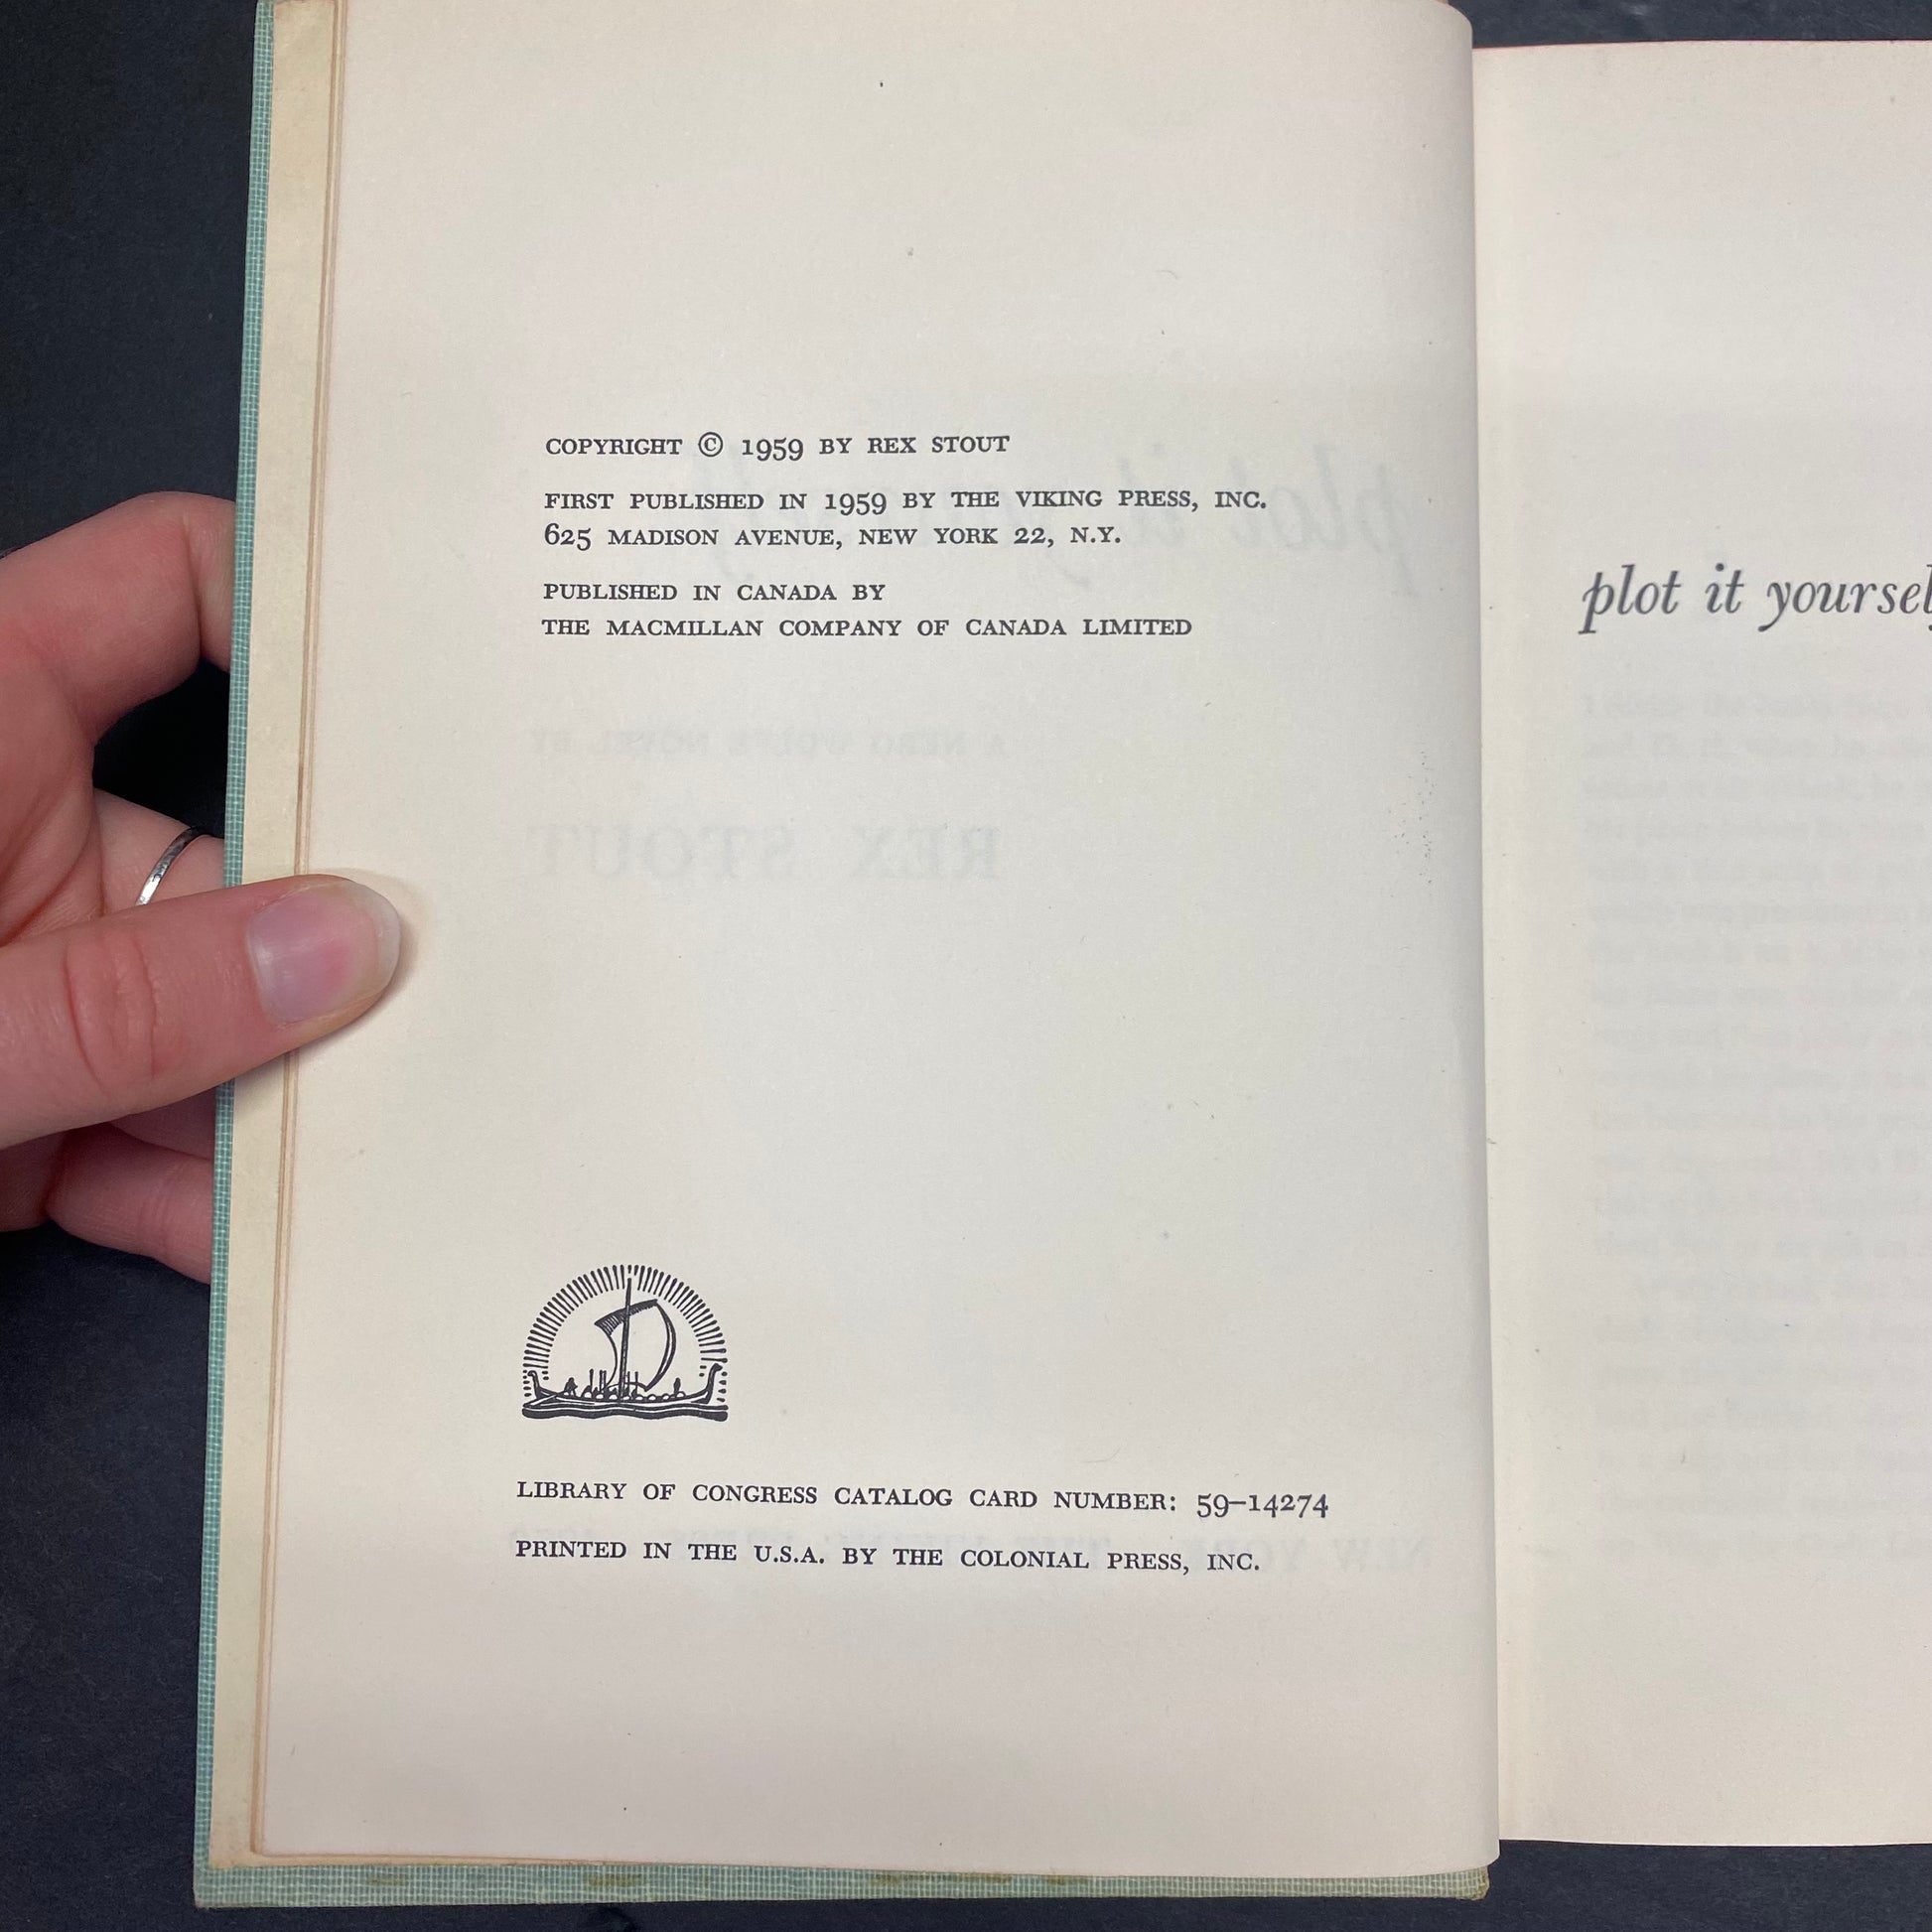 COPYRIGHT © 1959 BY REX STOUT
FIRST PUBLISHED IN 1959 BY THE VIKING PRESS, INC.
625 MADISON AVENUE, NEW YORK 22, N.Y.
PUBLISHED IN CANADA BY
THE MACMILLAN COMPANY OF CANADA LIMITED
LIBRARY OF CONGRESS CATALOG CARD NUMBER: 59–14274
PRINTED IN THE U.S.A. BY THE COLONIAL PRESS, INC.
plot it yourself